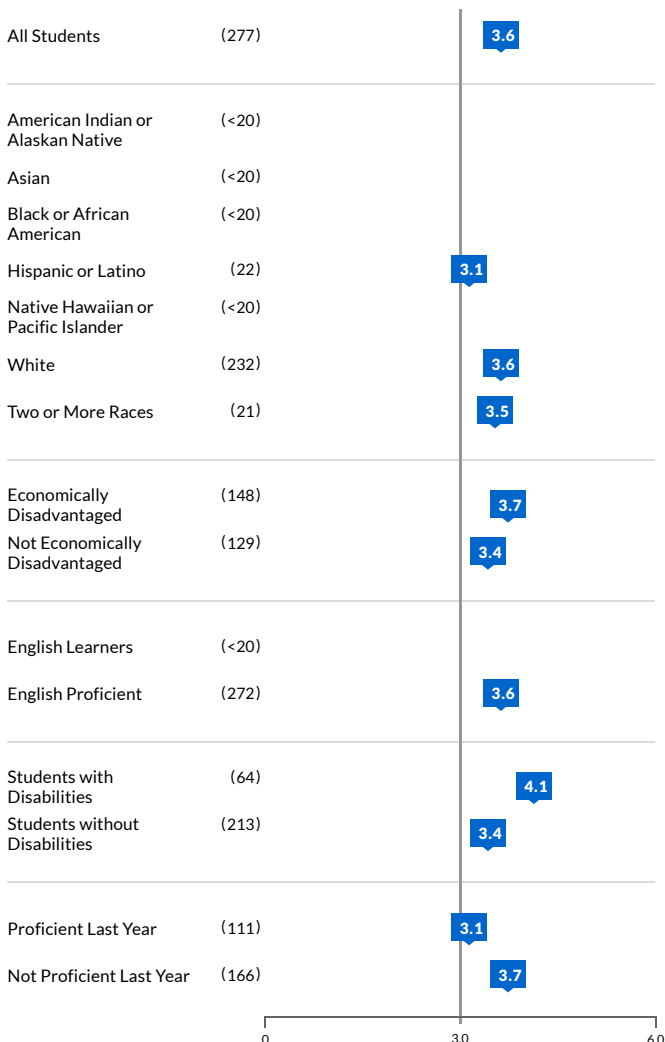 All Students (277) 3.6
American Indian or (<20)
Alaskan Native
Asian (<20)
Black or African (<20)
American
Hispanic or Latino (22) 3.1
Native Hawaiian or (<20)
Pacific Islander
White (232) 3.6
Two or More Races (21) 3.5
Economically (148) 3.7
Disadvantaged
Not Economically (129) 3.4
Disadvantaged
English Learners (<20)
English Proficient (272) 3.6
Students with (64) 4.1
Disabilities
Students without (213) 3.4
Disabilities
Proficient Last Year (111) 3.1
Not Proficient Last Year (166) 3.7
0 3.0 6.0